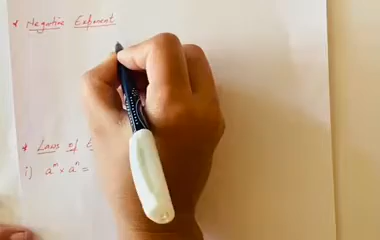 * Negative Exponent
* Laws of E
i) aᵐ × aⁿ =